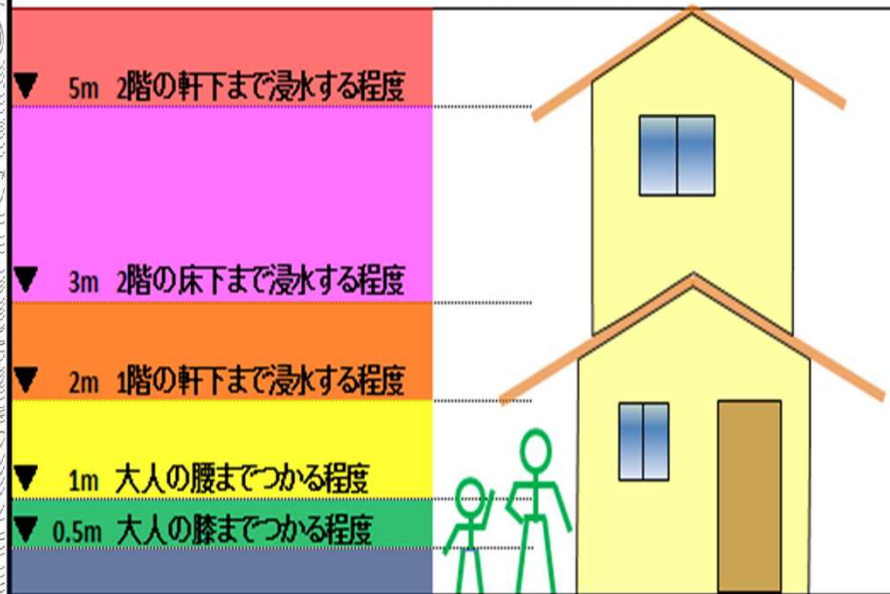 ▼ 5m 2階の軒下まで浸水する程度
▼ 3m 2階の床下まで浸水する程度
▼ 2m 1階の軒下まで浸水する程度
▼ 1m 大人の腰までつかる程度
▼ 0.5m 大人の膝までつかる程度